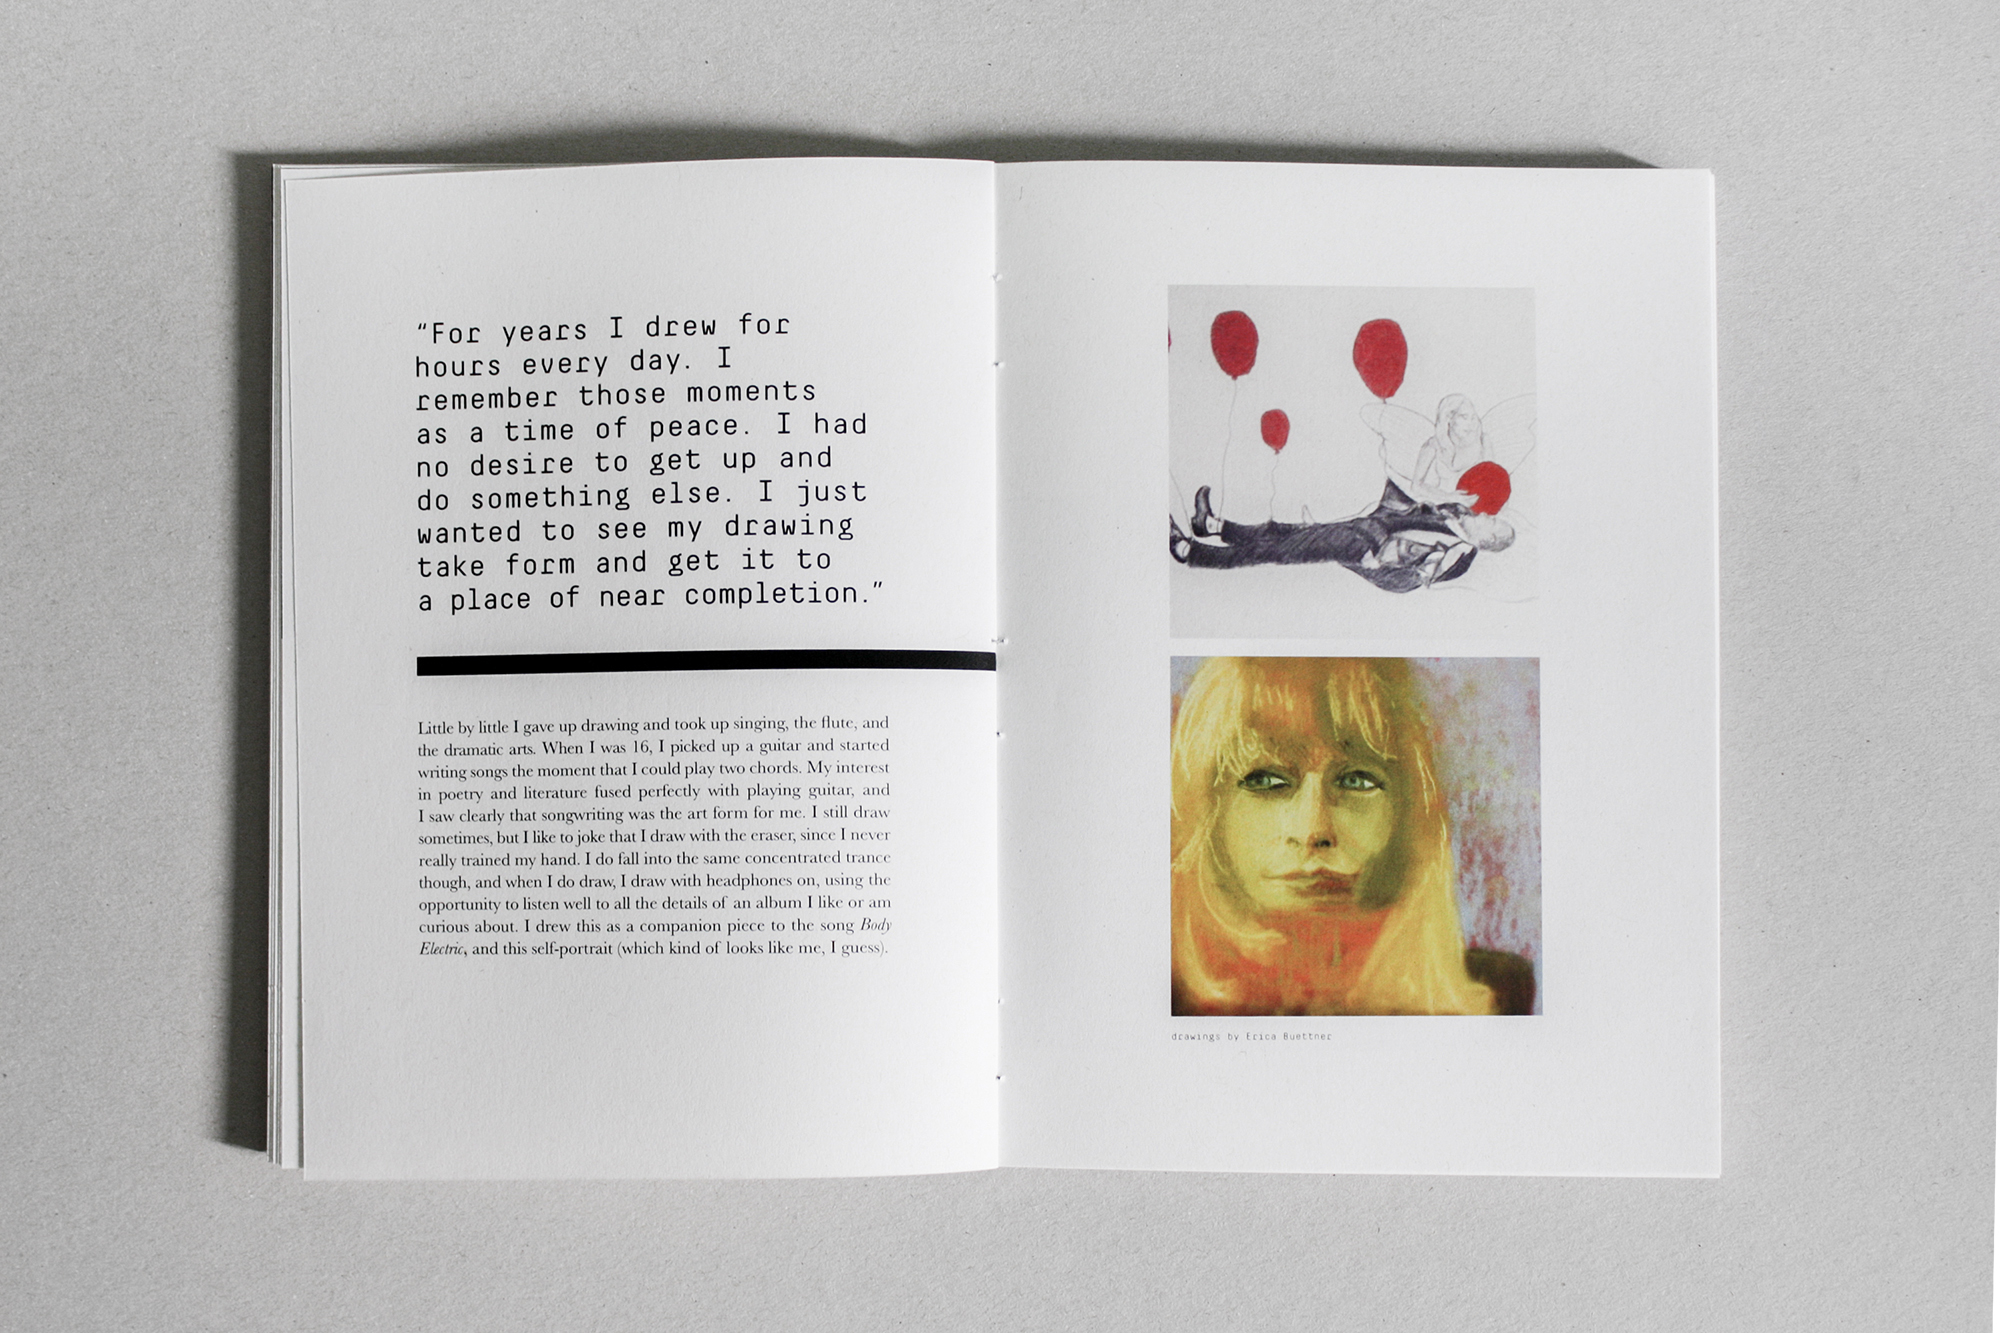 “For years I drew for
hours every day. I
remember those moments
as a time of peace. I had
no desire to get up and
do something else. I just
wanted to see my drawing
take form and get it to
a place of near completion.”
Little by little I gave up drawing and took up singing, the flute, and
the dramatic arts. When I was 16, I picked up a guitar and started
writing songs the moment that I could play two chords. My interest
in poetry and literature fused perfectly with playing guitar, and
I saw clearly that songwriting was the art form for me. I still draw
sometimes, but I like to joke that I draw with the eraser, since I never
really trained my hand. I do fall into the same concentrated trance
though, and when I do draw, I draw with headphones on, using the
opportunity to listen well to all the details of an album I like or am
curious about. I drew this as a companion piece to the song Body
Electric, and this self-portrait (which kind of looks like me, I guess).
drawings by Erica Buettner